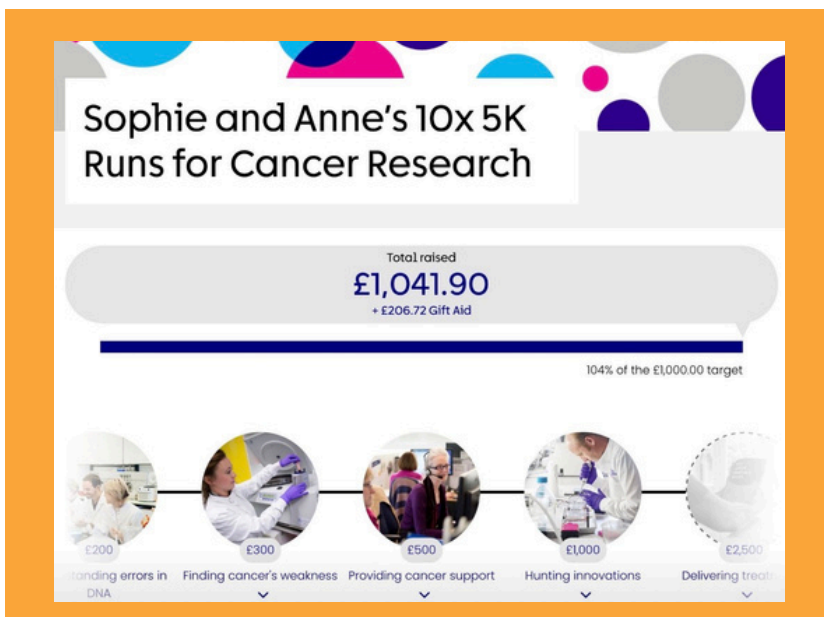 Sophie and Anne's 10x 5K
Runs for Cancer Research
Total raised
£1,041.90
+ £206.72 Gift Aid
104% of the £1,000.00 target
£200
£300
£500
£1,000
£2,500
errors in
DNA
Finding cancer's weakness
Providing cancer support
Hunting innovations
Delivering